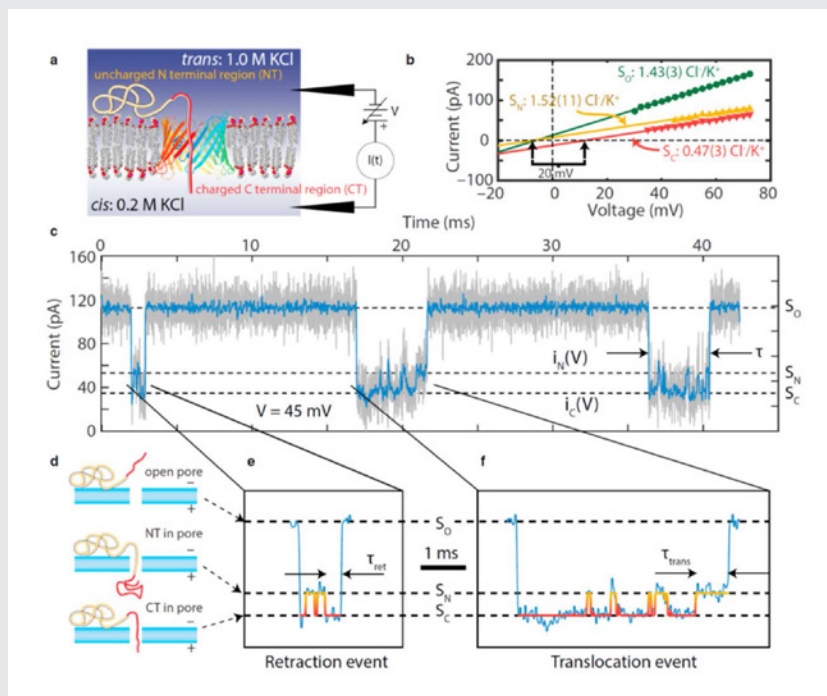 a
trans: 1.0 M KCl
uncharged N terminal region (NT)
V
+
I(t)
charged C terminal region (CT)
cis: 0.2 M KCl
b
Current (pA)
200
100
0
−100
S_O: 1.43(3) Cl⁻/K⁺
S_N: 1.52(11) Cl⁻/K⁺
S_C: 0.47(3) Cl⁻/K⁺
20 mV
−20 0 20 40 60 80
Voltage (mV)
c
Time (ms)
0 10 20 30 40
Current (pA)
160
120
80
40
0
S_O
i_N(V)
τ
S_N
i_C(V)
S_C
V = 45 mV
d
open pore
−
+
NT in pore
−
+
CT in pore
−
+
e
τ_ret
Retraction event
S_O
1 ms
S_N
S_C
f
τ_trans
Translocation event